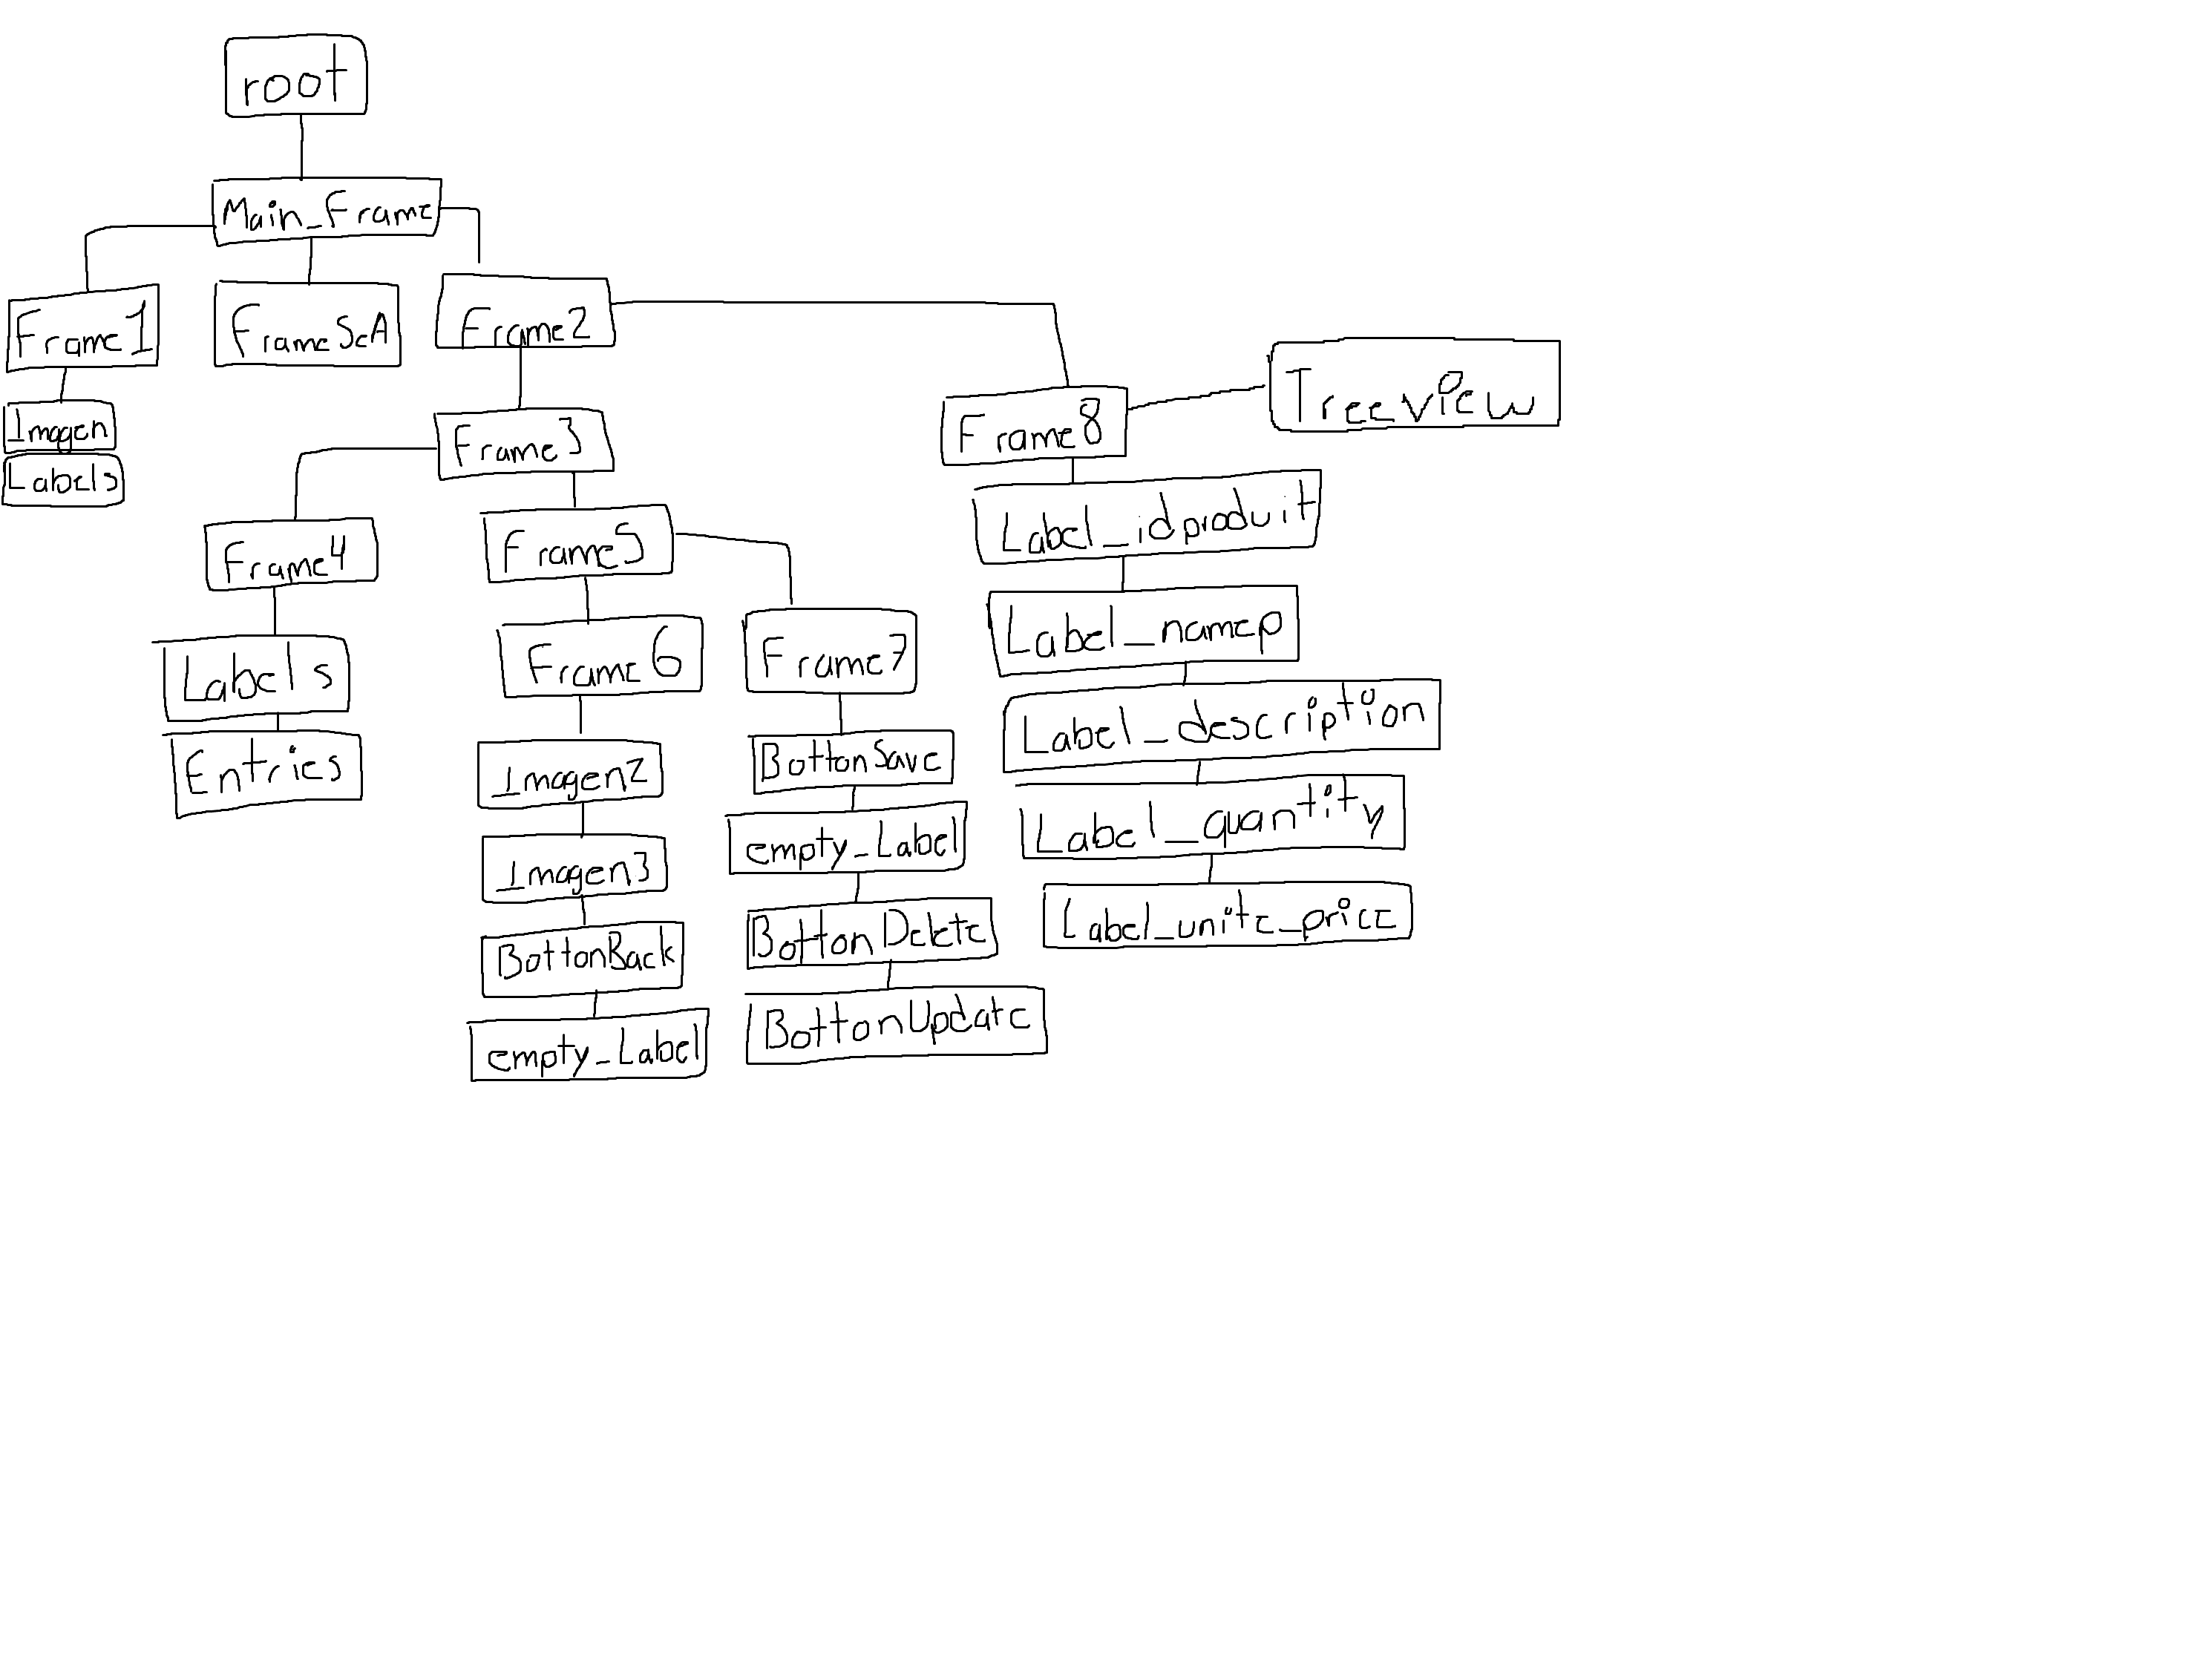 root
Main_Frame
Frame1
FrameScA
Frame2
Imagen
Labels
Frame3
Frame8
Treeview
Frame4
Frame5
Labels
Entries
Frame6
Frame7
Imagen2
Imagen3
BottonBack
empty_Label
BottonSave
empty_Label
BottonDelete
BottonUpdate
Label_idproduit
Label_namep
Label_description
Label_quantity
Label_unite_price